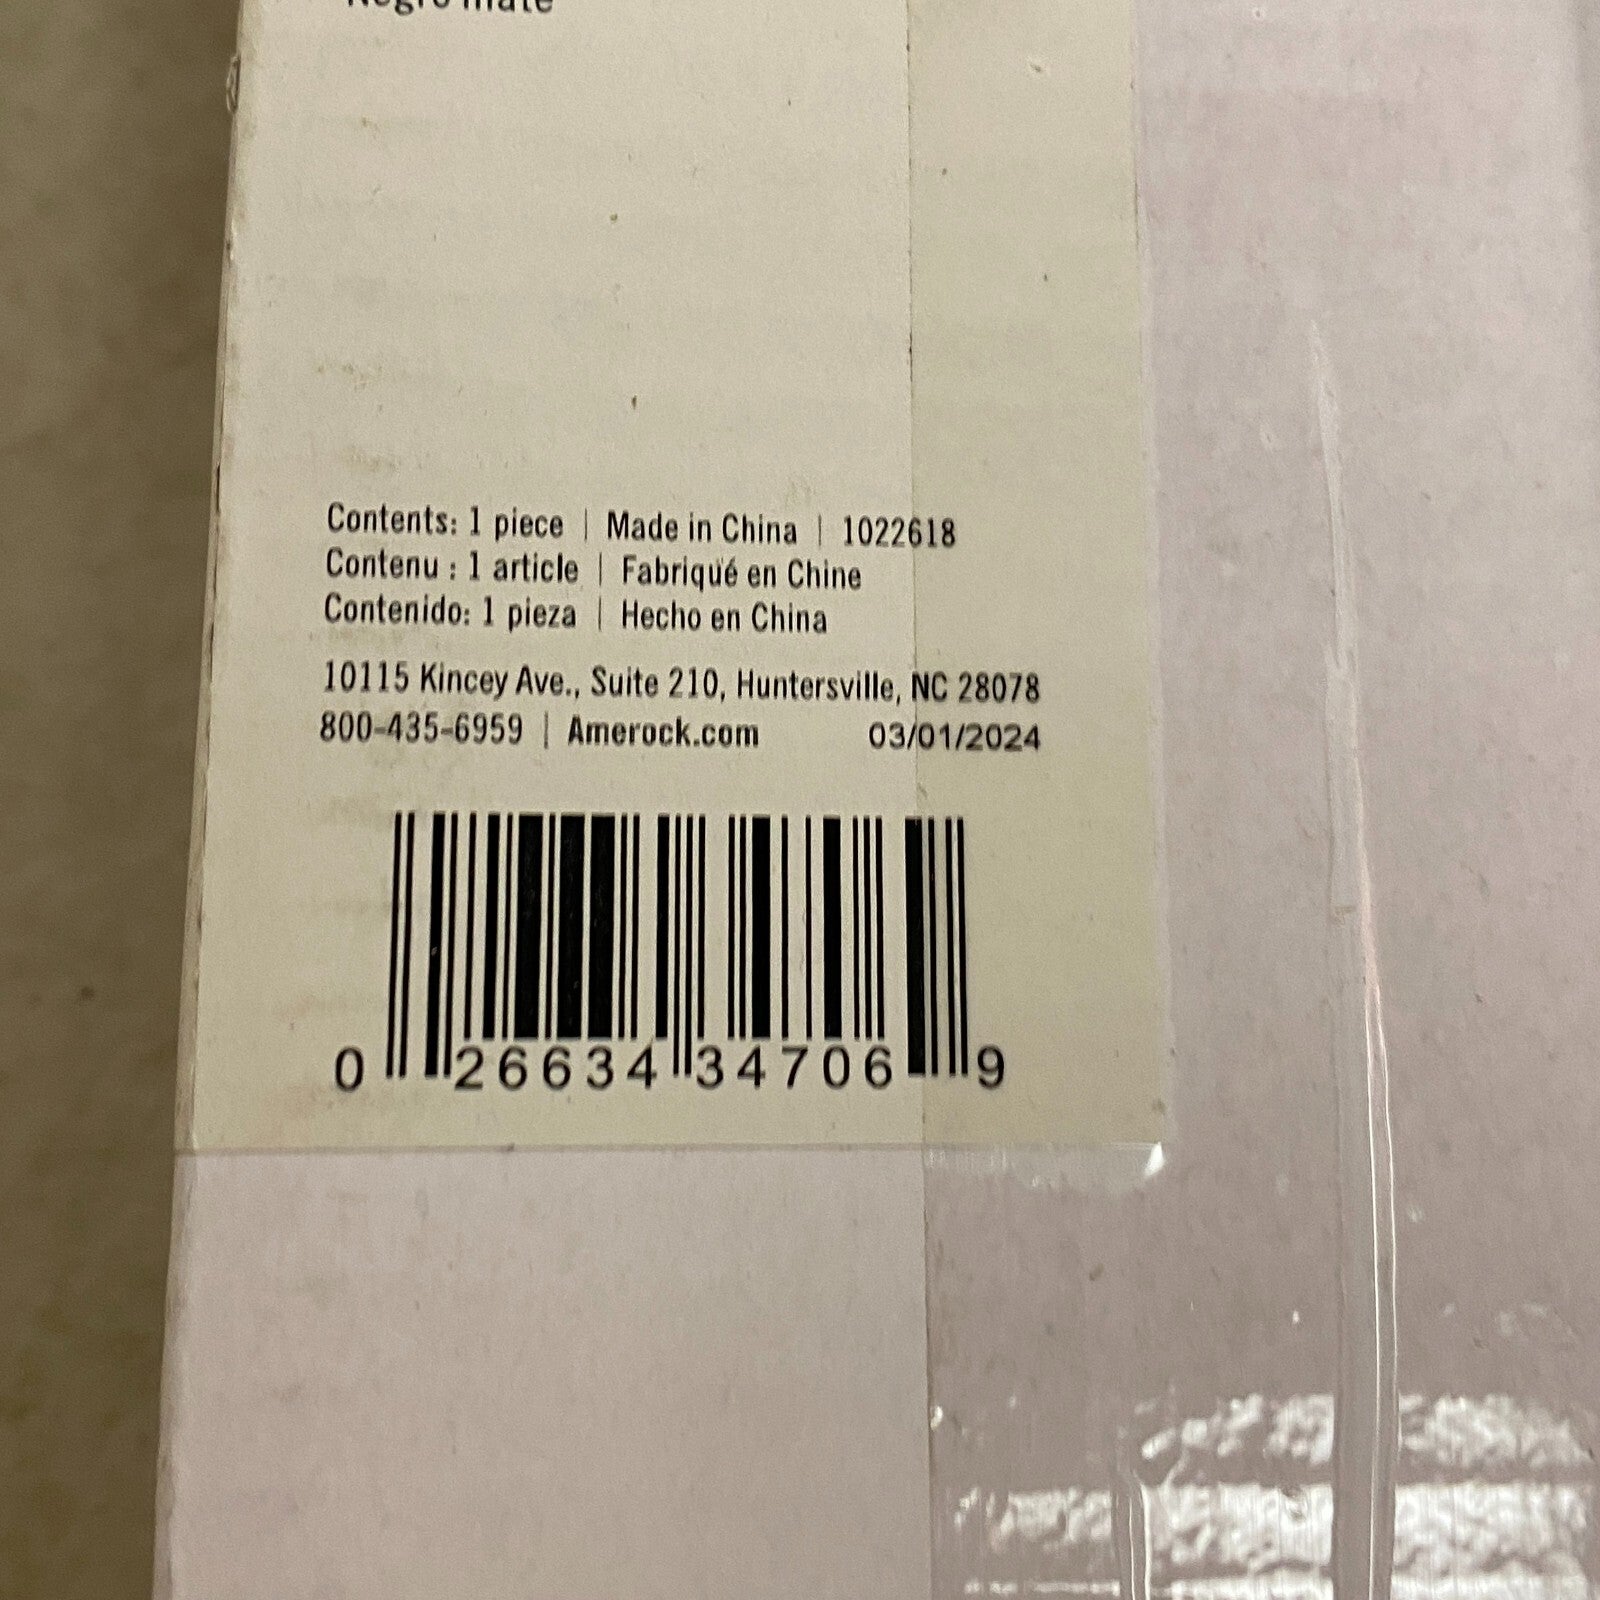 Negro mate
Contents: 1 piece | Made in China | 1022618
Contenu : 1 article | Fabriqué en Chine
Contenido: 1 pieza | Hecho en China
10115 Kincey Ave., Suite 210, Huntersville, NC 28078
800-435-6959 | Amerock.com 03/01/2024
0 26634 34706 9